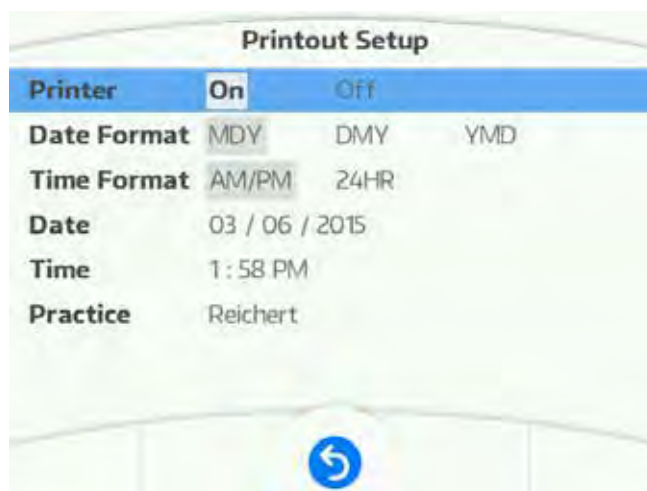 Printout Setup
Printer On Off
Date Format MDY DMY YMD
Time Format AM/PM 24HR
Date 03 / 06 / 2015
Time 1 : 58 PM
Practice Reichert